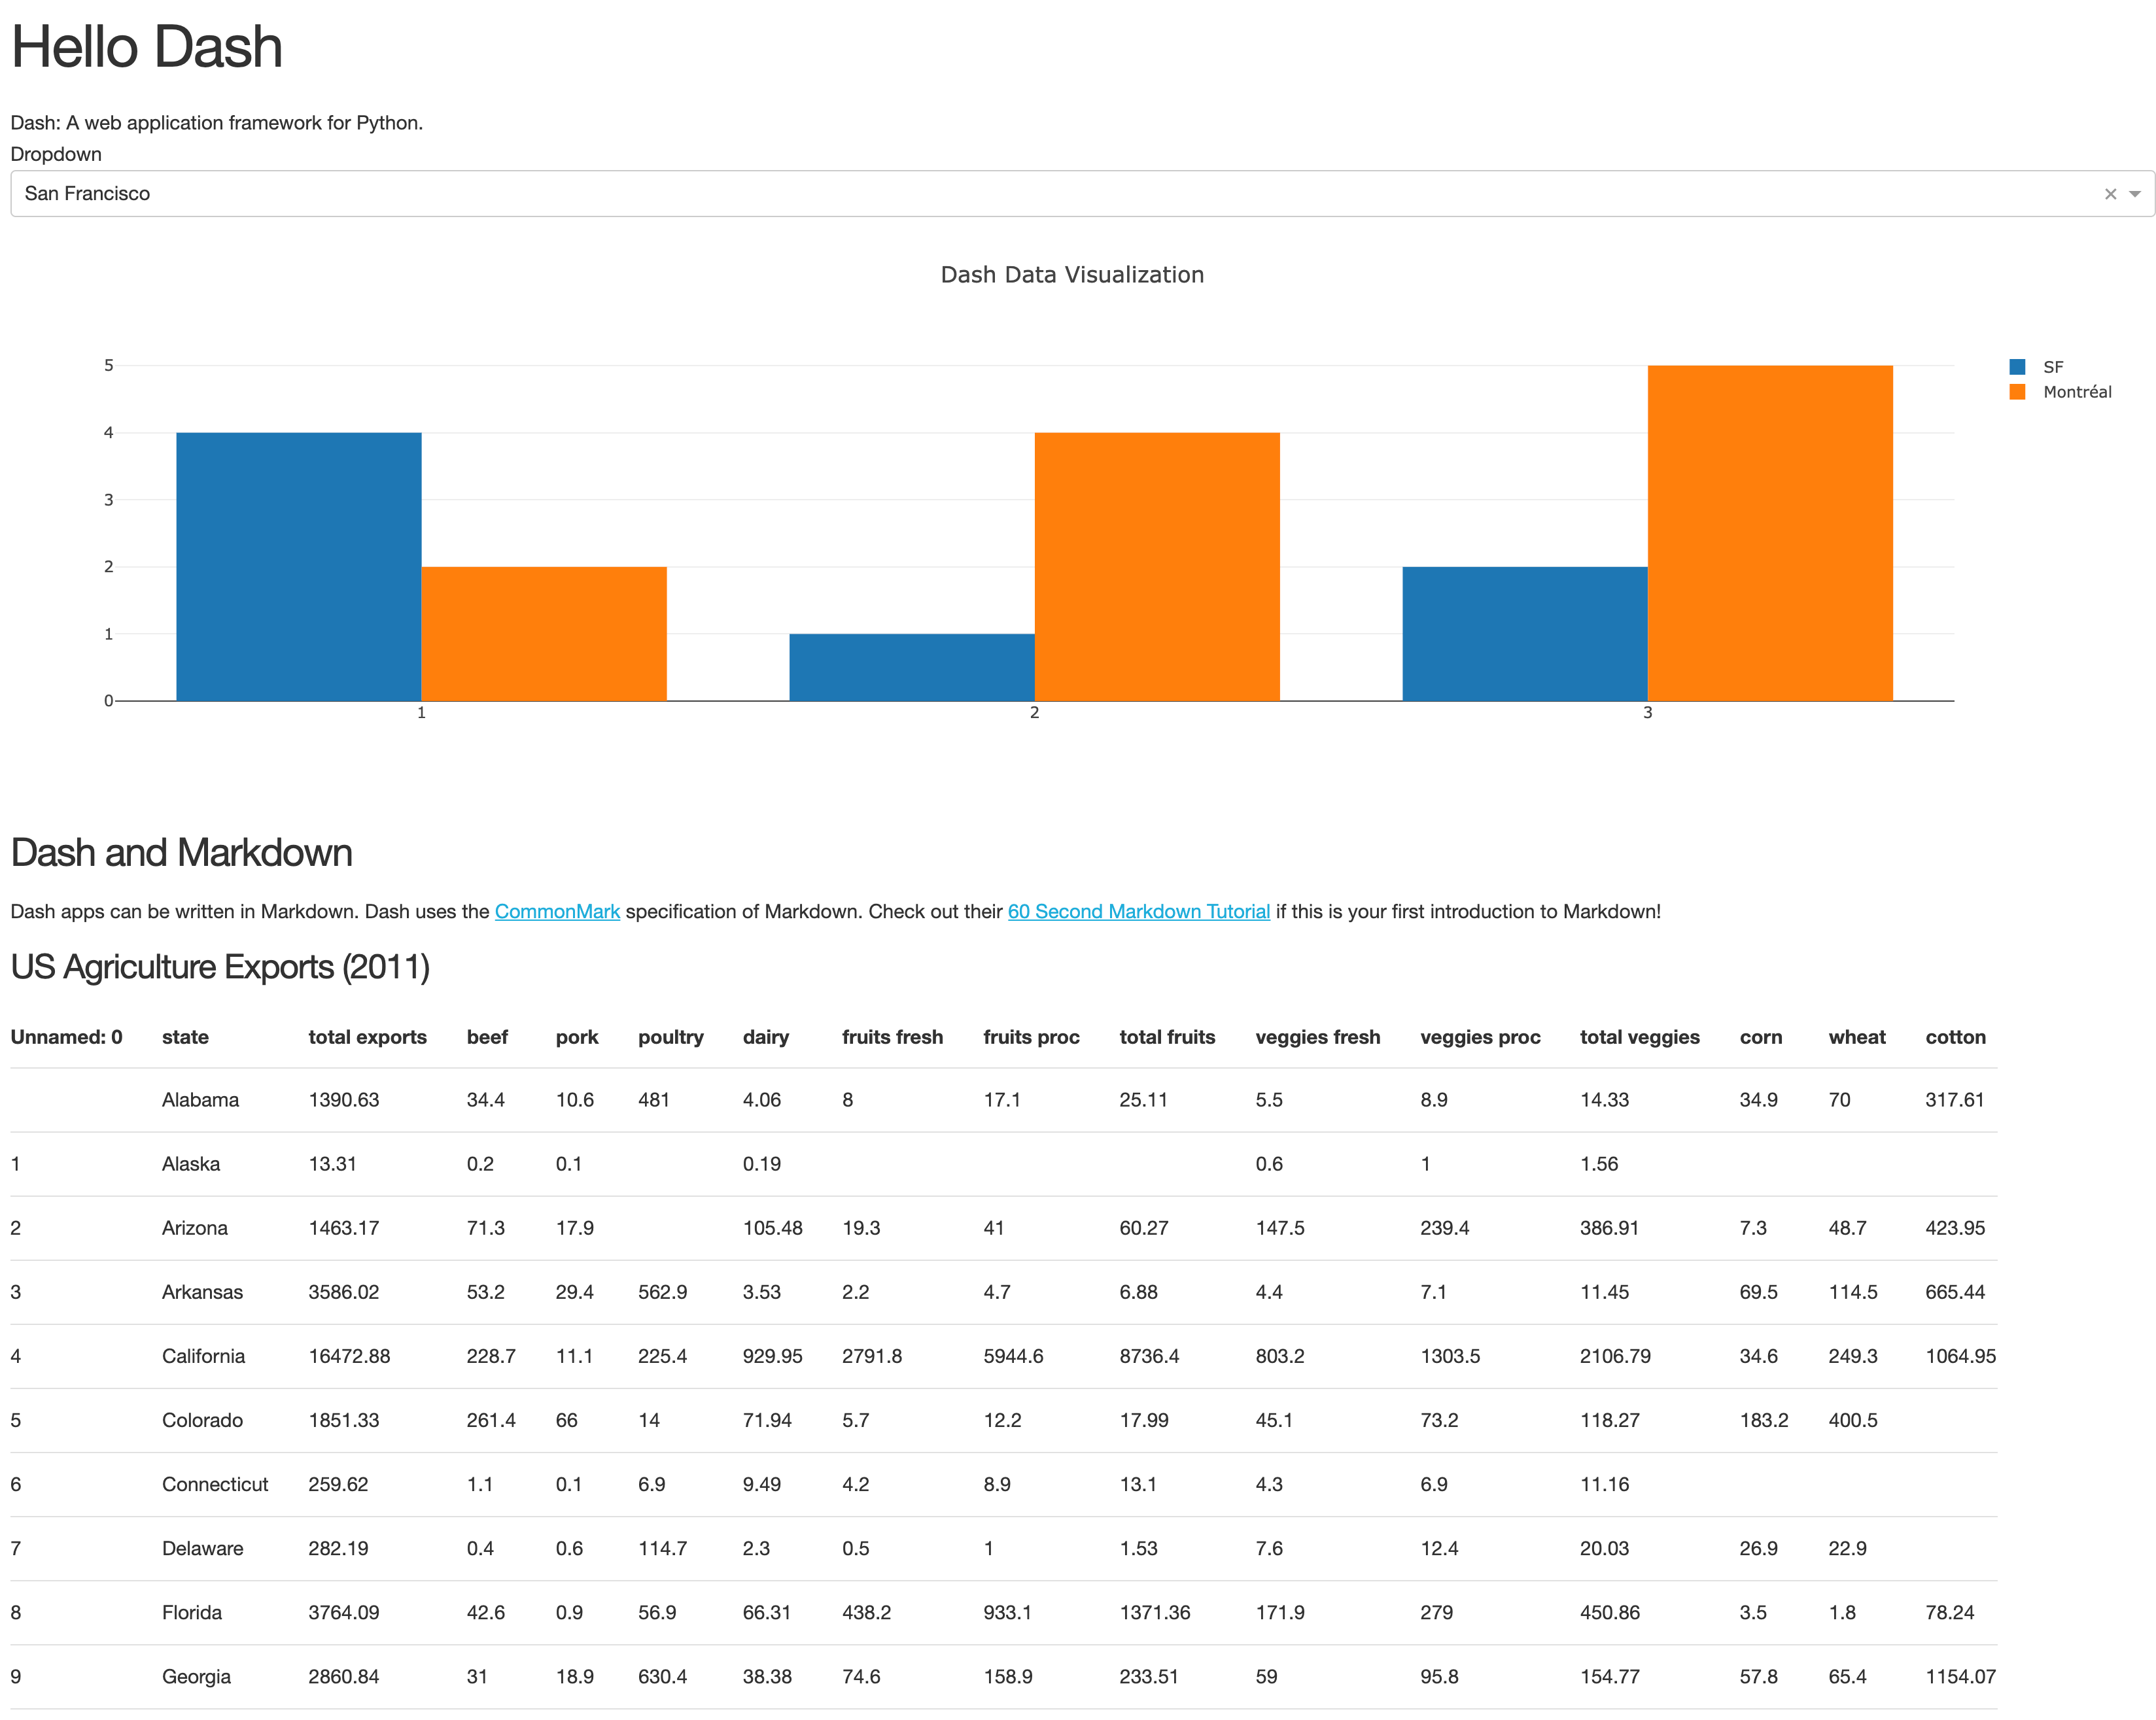 Hello Dash
Dash: A web application framework for Python.
Dropdown
San Francisco
Dash Data Visualization
5
4
3
2
1
0
1 2 3
SF
Montréal
Dash and Markdown
Dash apps can be written in Markdown. Dash uses the CommonMark specification of Markdown. Check out their 60 Second Markdown Tutorial if this is your first introduction to Markdown!
US Agriculture Exports (2011)
Unnamed: 0 state total exports beef pork poultry dairy fruits fresh fruits proc total fruits veggies fresh veggies proc total veggies corn wheat cotton
Alabama 1390.63 34.4 10.6 481 4.06 8 17.1 25.11 5.5 8.9 14.33 34.9 70 317.61
1 Alaska 13.31 0.2 0.1 0.19 0.6 1 1.56
2 Arizona 1463.17 71.3 17.9 105.48 19.3 41 60.27 147.5 239.4 386.91 7.3 48.7 423.95
3 Arkansas 3586.02 53.2 29.4 562.9 3.53 2.2 4.7 6.88 4.4 7.1 11.45 69.5 114.5 665.44
4 California 16472.88 228.7 11.1 225.4 929.95 2791.8 5944.6 8736.4 803.2 1303.5 2106.79 34.6 249.3 1064.95
5 Colorado 1851.33 261.4 66 14 71.94 5.7 12.2 17.99 45.1 73.2 118.27 183.2 400.5
6 Connecticut 259.62 1.1 0.1 6.9 9.49 4.2 8.9 13.1 4.3 6.9 11.16
7 Delaware 282.19 0.4 0.6 114.7 2.3 0.5 1 1.53 7.6 12.4 20.03 26.9 22.9
8 Florida 3764.09 42.6 0.9 56.9 66.31 438.2 933.1 1371.36 171.9 279 450.86 3.5 1.8 78.24
9 Georgia 2860.84 31 18.9 630.4 38.38 74.6 158.9 233.51 59 95.8 154.77 57.8 65.4 1154.07